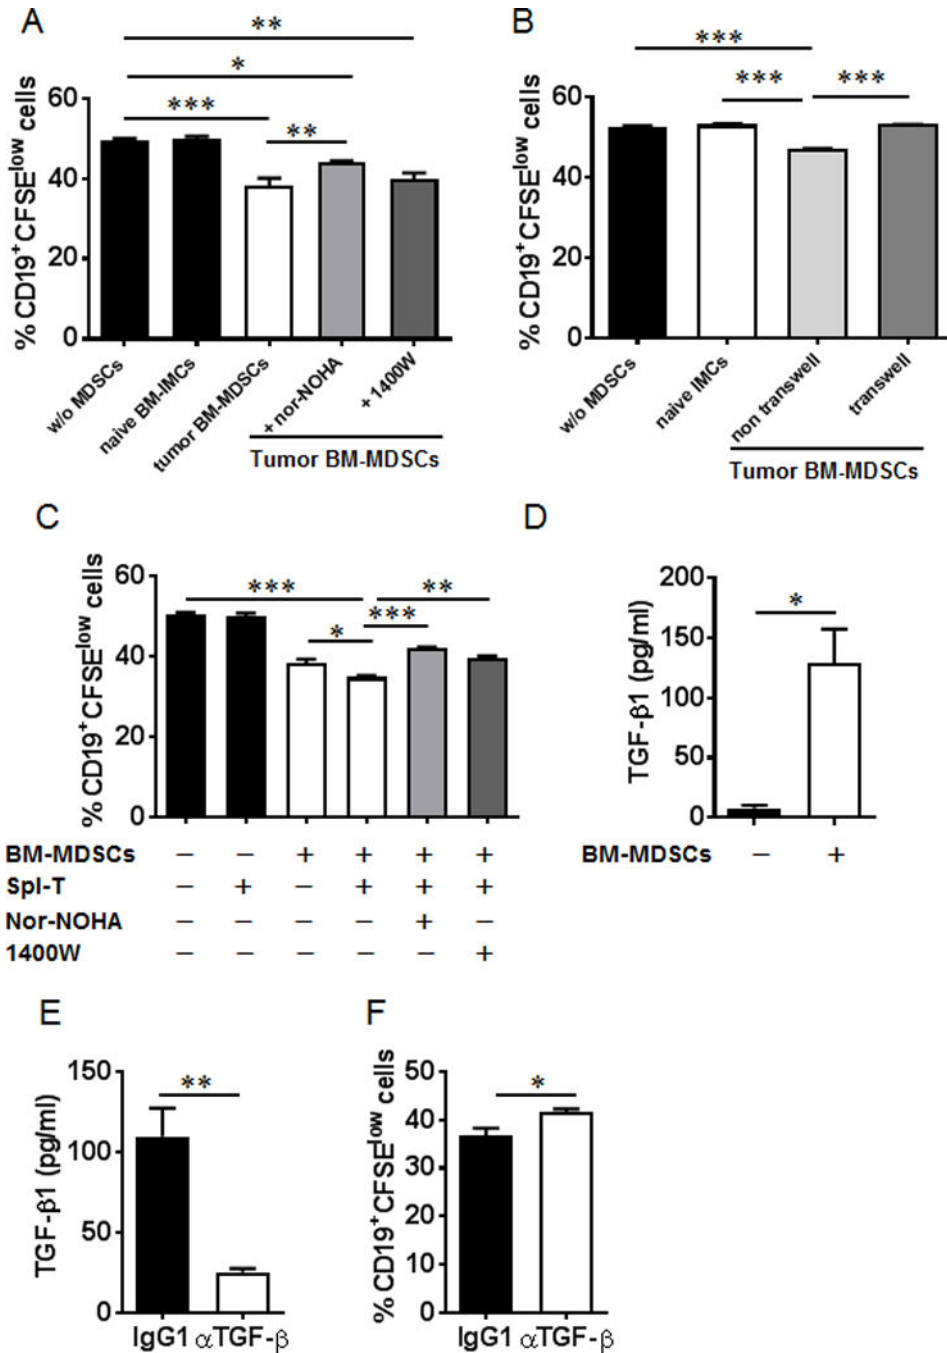 A
B
**
*
***
**
***
***
***
% CD19+CFSElow cells
60
40
20
0
w/o MDSCs
naive BM-IMCs
tumor BM-MDSCs
+ nor-NOHA
+ 1400W
Tumor BM-MDSCs
% CD19+CFSElow cells
60
40
20
0
w/o MDSCs
naive IMCs
non transwell
transwell
Tumor BM-MDSCs
C
D
% CD19+CFSElow cells
60
40
20
0
***
**
*
***
BM-MDSCs − − + + + +
Spl-T − + − + + +
Nor-NOHA − − − − + −
1400W − − − − − +
TGF-β1 (pg/ml)
200
150
100
50
0
*
BM-MDSCs − +
E
F
TGF-β1 (pg/ml)
150
100
50
0
**
IgG1 αTGF-β
% CD19+CFSElow cells
50
40
30
20
10
0
*
IgG1 αTGF-β